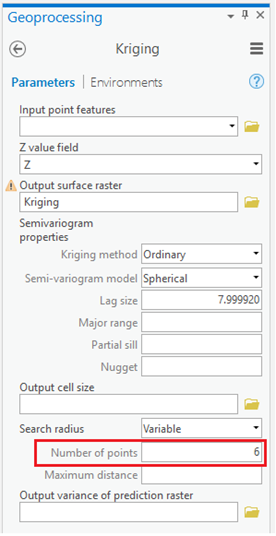 Geoprocessing
Kriging
Parameters | Environments
Input point features
Z value field
Z
Output surface raster
Kriging
Semivariogram
properties
Kriging method Ordinary
Semi-variogram model Spherical
Lag size 7.999920
Major range
Partial sill
Nugget
Output cell size
Search radius Variable
Number of points 6
Maximum distance
Output variance of prediction raster